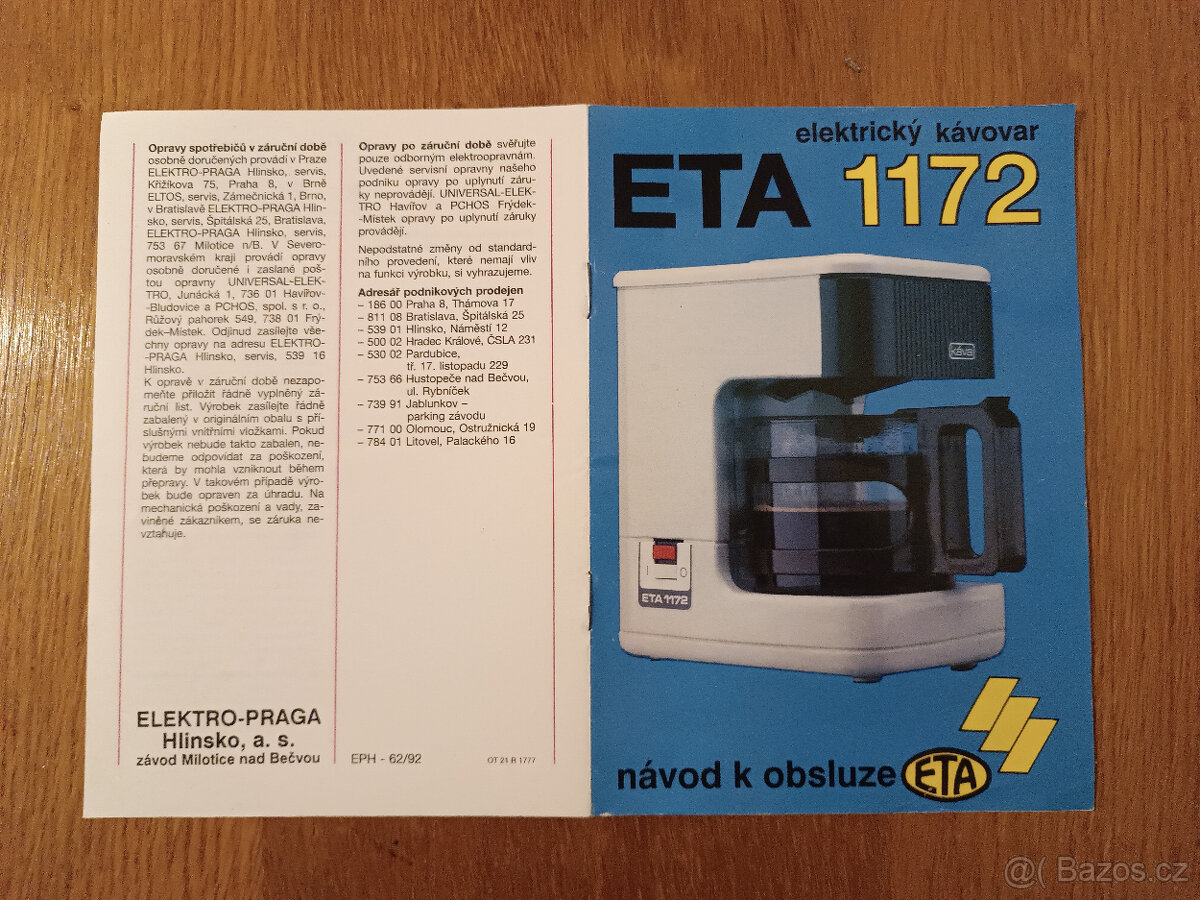 Opravy spotřebičů v záruční době
osobně doručených provádí v Praze
ELEKTRO-PRAGA Hlinsko, servis,
Křižíkova 75, Praha 8, v Brně
ELTOS, servis, Zámečnická 1, Brno,
v Bratislavě ELEKTRO-PRAGA Hlin-
sko, servis, Špitálská 25, Bratislava,
ELEKTRO-PRAGA Hlinsko, servis,
753 67 Milotice n/B. V Severo-
moravském kraji provádí opravy
osobně doručené i zaslané poš-
tou opravny UNIVERSAL-ELEK-
TRO, Junácká 1, 736 01 Havířov-
-Bludovice a PCHOS, spol. s r. o.,
Růžový pahorek 549, 738 01 Frý-
dek–Místek. Odjinud zasílejte vše-
chny opravy na adresu ELEKTRO-
-PRAGA Hlinsko, servis, 539 16
Hlinsko.
K opravě v záruční době nezapo-
meňte přiložit řádně vyplněný zá-
ruční list. Výrobek zasílejte řádně
zabalený v originálním obalu s pří-
slušnými vnitřními vložkami. Pokud
výrobek nebude takto zabalen, ne-
budeme odpovídat za poškození,
která by mohla vzniknout během
přepravy. V takovém případě výro-
bek bude opraven za úhradu. Na
mechanická poškození a vady, za-
viněné zákazníkem, se záruka ne-
vztahuje.
ELEKTRO-PRAGA
Hlinsko, a. s.
závod Milotice nad Bečvou
Opravy po záruční době svěřujte
pouze odborným elektroopravnám.
Uvedené servisní opravny našeho
podniku opravy po uplynutí záru-
ky neprovádějí. UNIVERSAL-ELEK-
TRO Havířov a PCHOS Frýdek-
-Místek opravy po uplynutí záruky
provádějí.
Nepodstatné změny od standard-
ního provedení, které nemají vliv
na funkci výrobku, si vyhrazujeme.
Adresář podnikových prodejen
– 186 00 Praha 8, Thámova 17
– 811 08 Bratislava, Špitálská 25
– 539 01 Hlinsko, Náměstí 12
– 500 02 Hradec Králové, ČSLA 231
– 530 02 Pardubice,
tř. 17. listopadu 229
– 753 66 Hustopeče nad Bečvou,
ul. Rybníček
– 739 91 Jablunkov –
parking závodu
– 771 00 Olomouc, Ostružnická 19
– 784 01 Litovel, Palackého 16
EPH - 62/92
OT 21 R 1777
elektrický kávovar
ETA 1172
káva
I O
ETA 1172
návod k obsluze
ETA
@( Bazos.cz